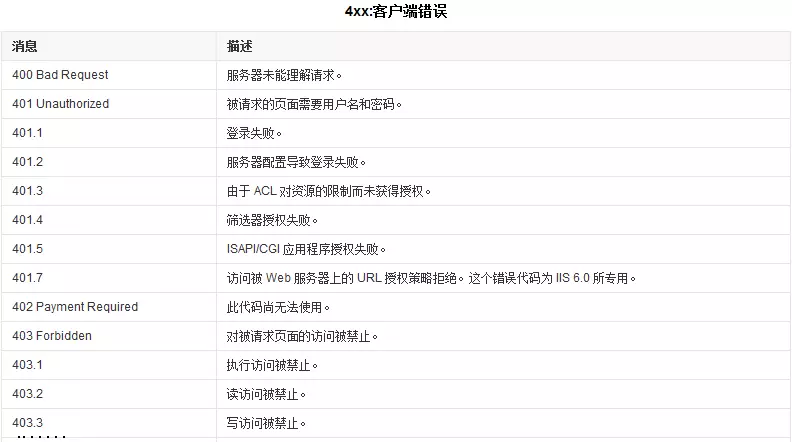 4xx:客户端错误
消息 描述
400 Bad Request 服务器未能理解请求。
401 Unauthorized 被请求的页面需要用户名和密码。
401.1 登录失败。
401.2 服务器配置导致登录失败。
401.3 由于 ACL 对资源的限制而未获得授权。
401.4 筛选器授权失败。
401.5 ISAPI/CGI 应用程序授权失败。
401.7 访问被 Web 服务器上的 URL 授权策略拒绝。这个错误代码为 IIS 6.0 所专用。
402 Payment Required 此代码尚无法使用。
403 Forbidden 对被请求页面的访问被禁止。
403.1 执行访问被禁止。
403.2 读访问被禁止。
403.3 写访问被禁止。